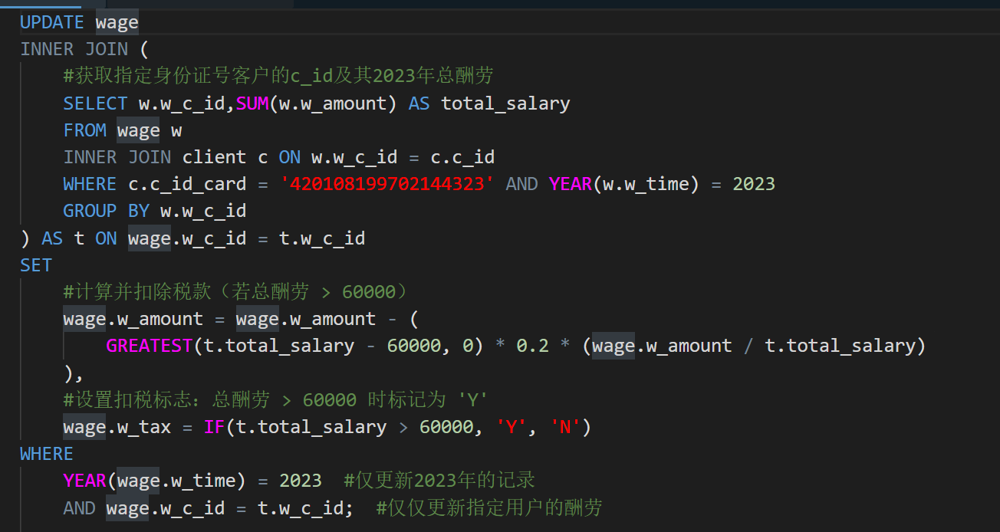 UPDATE wage
INNER JOIN (
    #获取指定身份证号客户的c_id及其2023年总酬劳
    SELECT w.w_c_id,SUM(w.w_amount) AS total_salary
    FROM wage w
    INNER JOIN client c ON w.w_c_id = c.c_id
    WHERE c.c_id_card = '420108199702144323' AND YEAR(w.w_time) = 2023
    GROUP BY w.w_c_id
) AS t ON wage.w_c_id = t.w_c_id
SET
    #计算并扣除税款（若总酬劳 > 60000）
    wage.w_amount = wage.w_amount - (
        GREATEST(t.total_salary - 60000, 0) * 0.2 * (wage.w_amount / t.total_salary)
    ),
    #设置扣税标志：总酬劳 > 60000 时标记为 'Y'
    wage.w_tax = IF(t.total_salary > 60000, 'Y', 'N')
WHERE
    YEAR(wage.w_time) = 2023  #仅更新2023年的记录
    AND wage.w_c_id = t.w_c_id;  #仅仅更新指定用户的酬劳